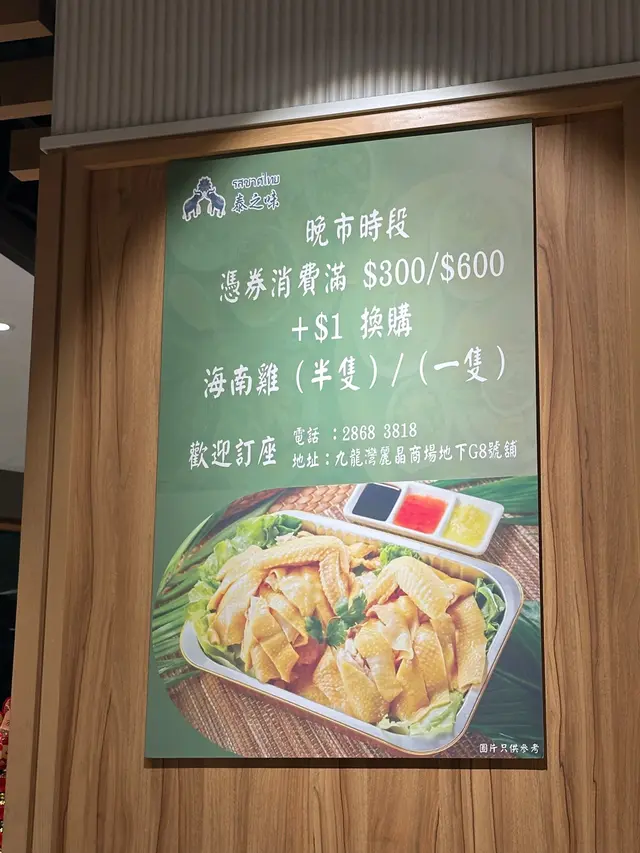 รสชาติไทย
泰之味
晚市時段
憑券消費滿 $300/$600
+$1 換購
海南雞（半隻）/（一隻）
歡迎訂座
電話 ：2868 3818
地址：九龍灣麗晶商場地下G8號舖
圖片只供參考